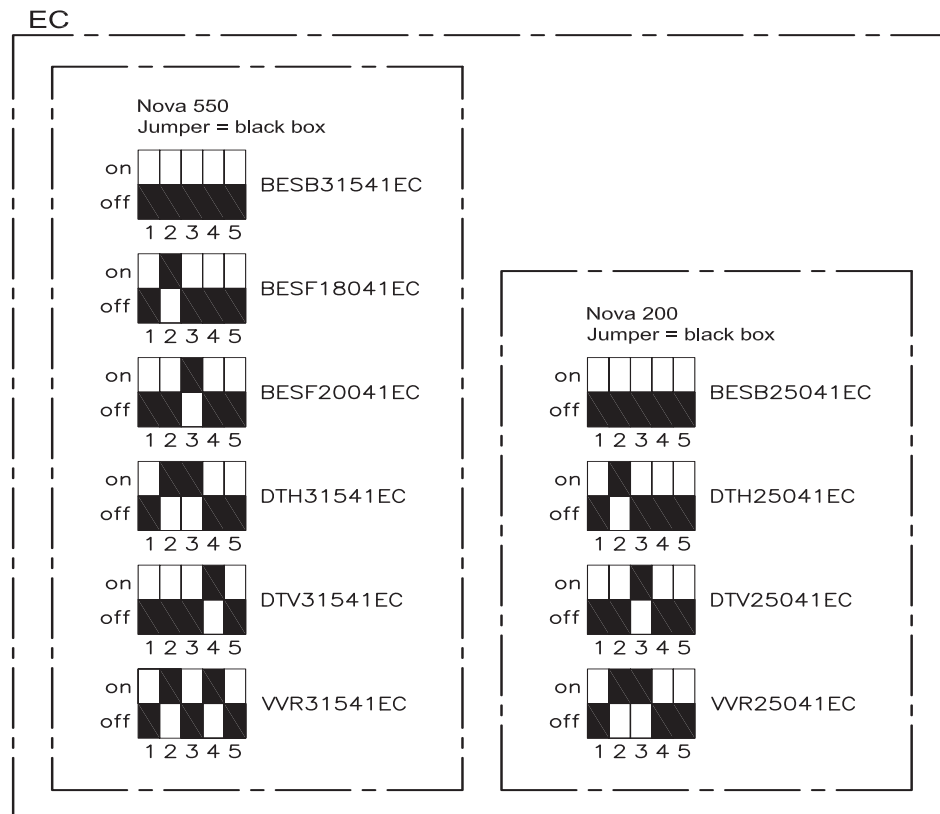 EC
Nova 550
Jumper = black box
on
off
BESB31541EC
1 2 3 4 5
on
off
BESF18041EC
1 2 3 4 5
on
off
BESF20041EC
1 2 3 4 5
on
off
DTH31541EC
1 2 3 4 5
on
off
DTV31541EC
1 2 3 4 5
on
off
VVR31541EC
1 2 3 4 5
Nova 200
Jumper = black box
on
off
BESB25041EC
1 2 3 4 5
on
off
DTH25041EC
1 2 3 4 5
on
off
DTV25041EC
1 2 3 4 5
on
off
VVR25041EC
1 2 3 4 5